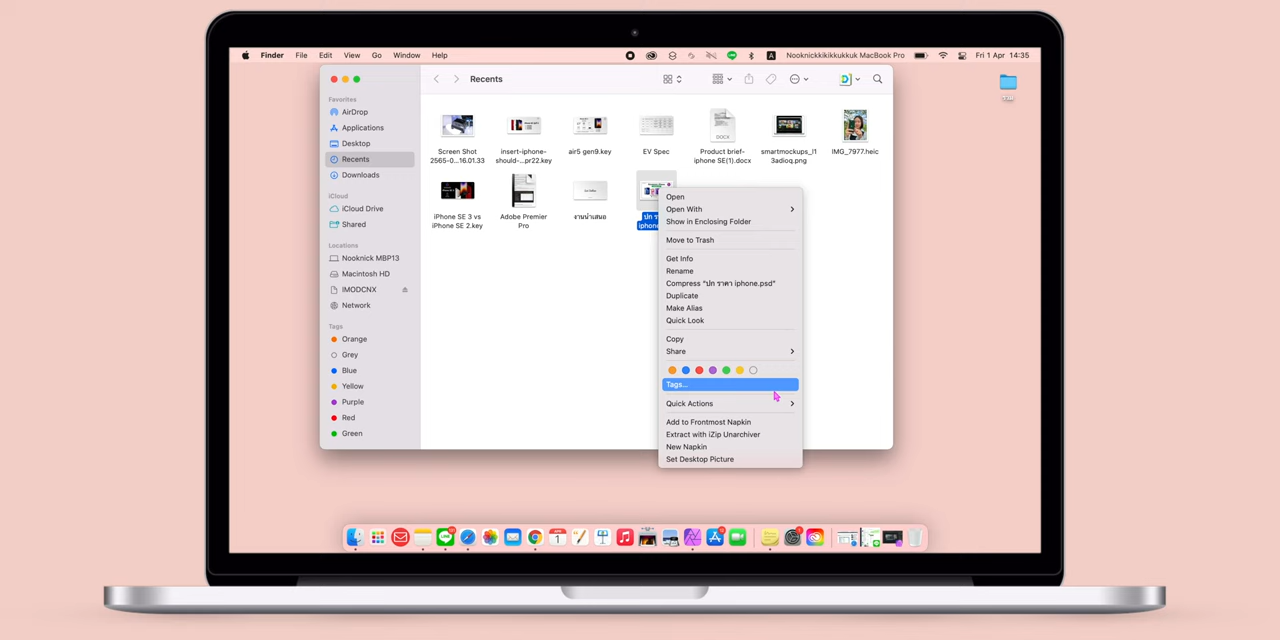 Finder File Edit View Go Window Help A Nooknickkikikkukkuk MacBook Pro Fri 1 Apr 14:35
Recents
Favorites
AirDrop
Applications
Desktop
Recents
Downloads
iCloud
iCloud Drive
Shared
Locations
Nooknick MBP13
Macintosh HD
IMODCNX
Network
Tags
Orange
Grey
Blue
Yellow
Purple
Red
Green
Screen Shot
2565-0...16.01.33
insert-iphone-
should-...pr22.key
air5 gen9.key
EV Spec
DOCX
Product brief-
iphone SE(1).docx
smartmockups_l1
3adioq.png
IMG_7977.heic
iPhone SE 3 vs
iPhone SE 2.key
Adobe Premier
Pro
งานนำเสนอ
ปก
Open
Open With
Show in Enclosing Folder
Move to Trash
Get Info
Rename
Compress "ปก ราคา iphone.psd"
Duplicate
Make Alias
Quick Look
Copy
Share
Tags...
Quick Actions
Add to Frontmost Napkin
Extract with iZip Unarchiver
New Napkin
Set Desktop Picture